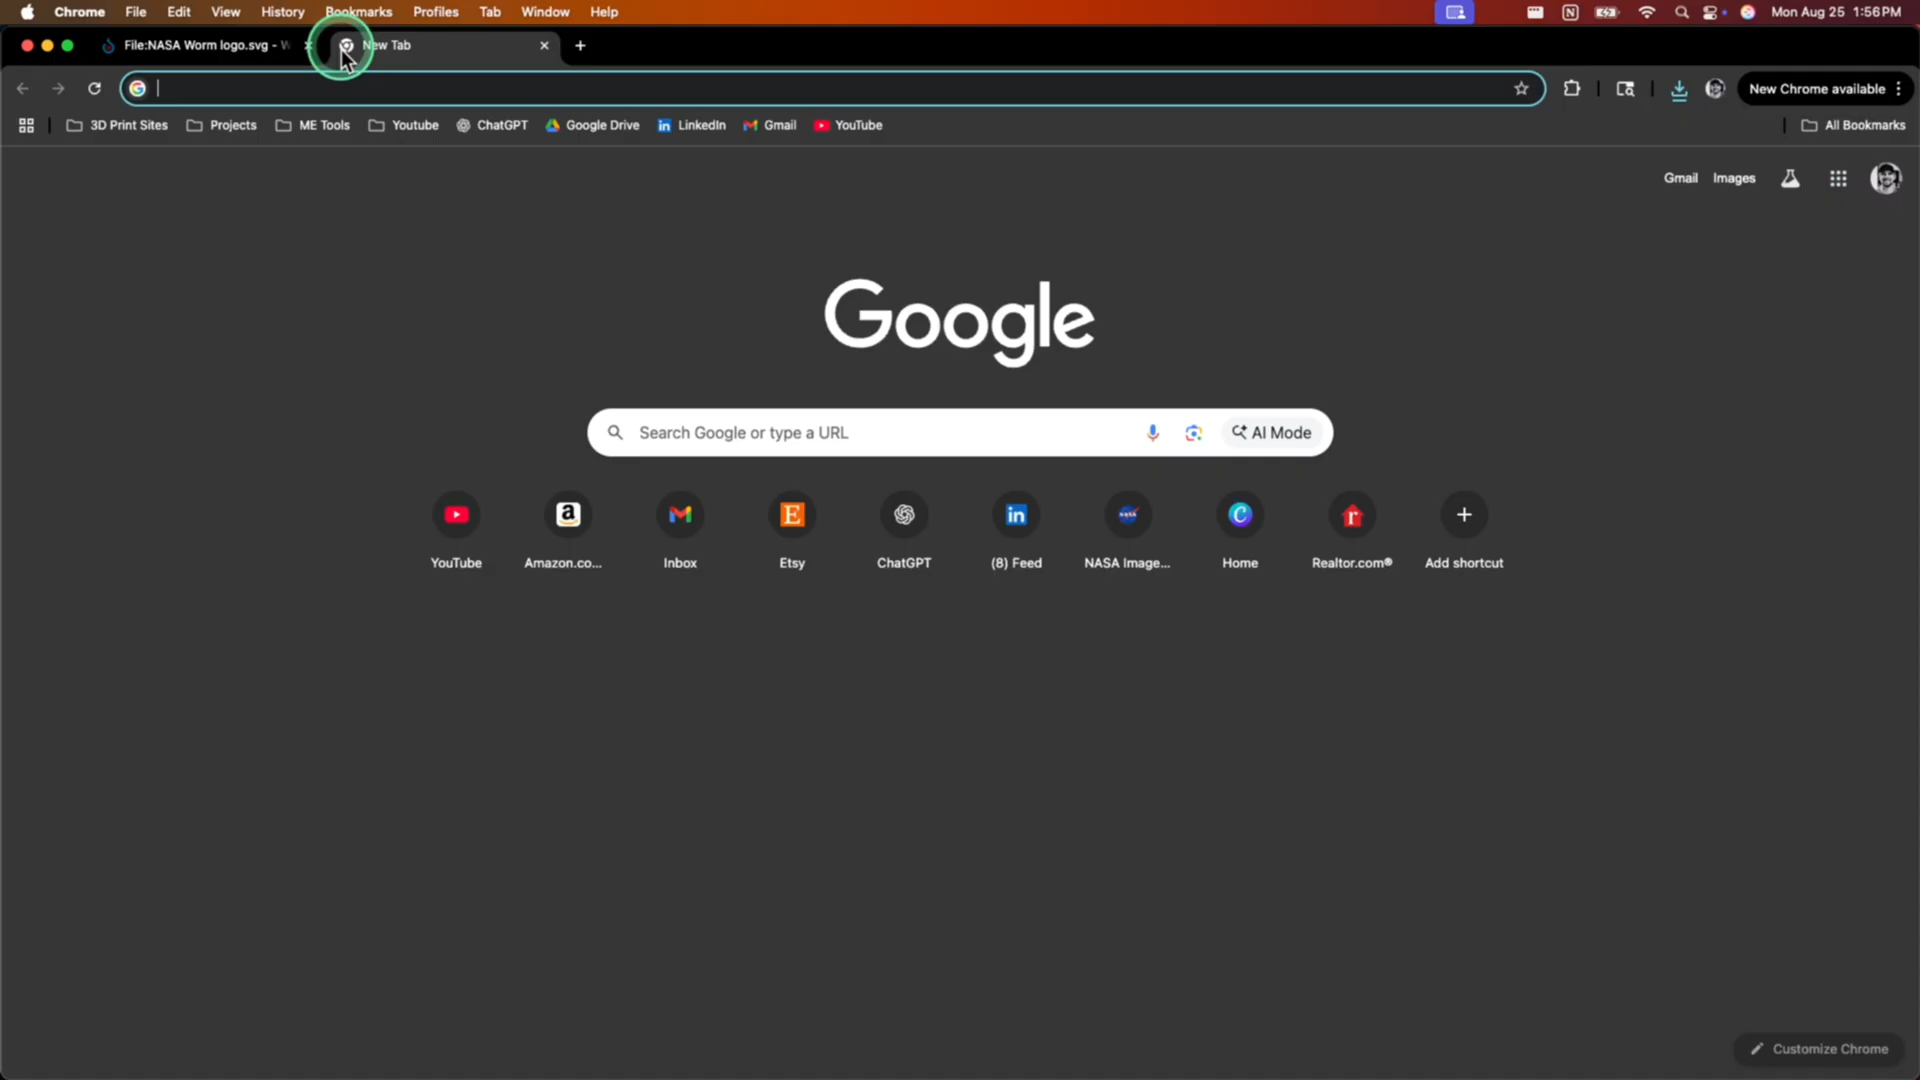 Chrome File Edit View History Bookmarks Profiles Tab Window Help Mon Aug 25 1:56 PM
File:NASA Worm logo.svg - W New Tab
New Chrome available
3D Print Sites Projects ME Tools Youtube ChatGPT Google Drive LinkedIn Gmail YouTube All Bookmarks
Gmail Images
Google
Search Google or type a URL AI Mode
YouTube Amazon.co... Inbox Etsy ChatGPT (8) Feed NASA Image... Home Realtor.com® Add shortcut
Customize Chrome